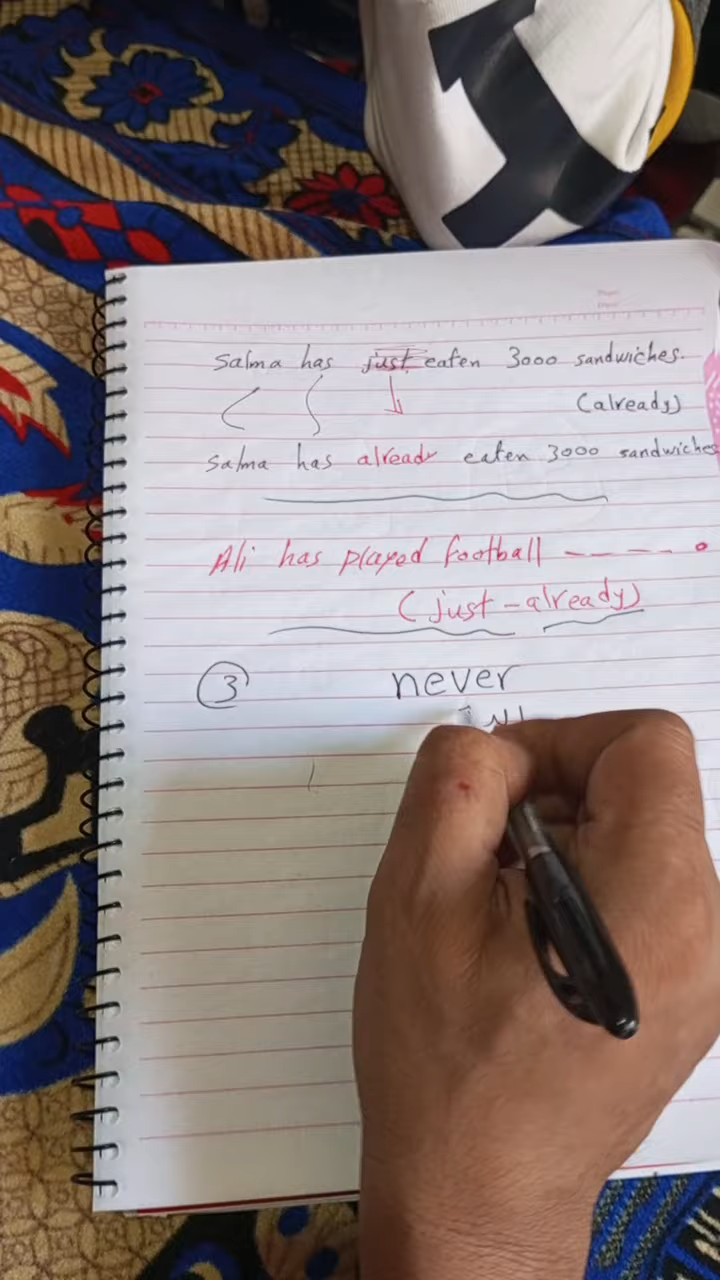 Salma has just eaten 3000 sandwiches.
(already)
Salma has already eaten 3000 sandwiches
Ali has played football ----.
(just-already)
3 never